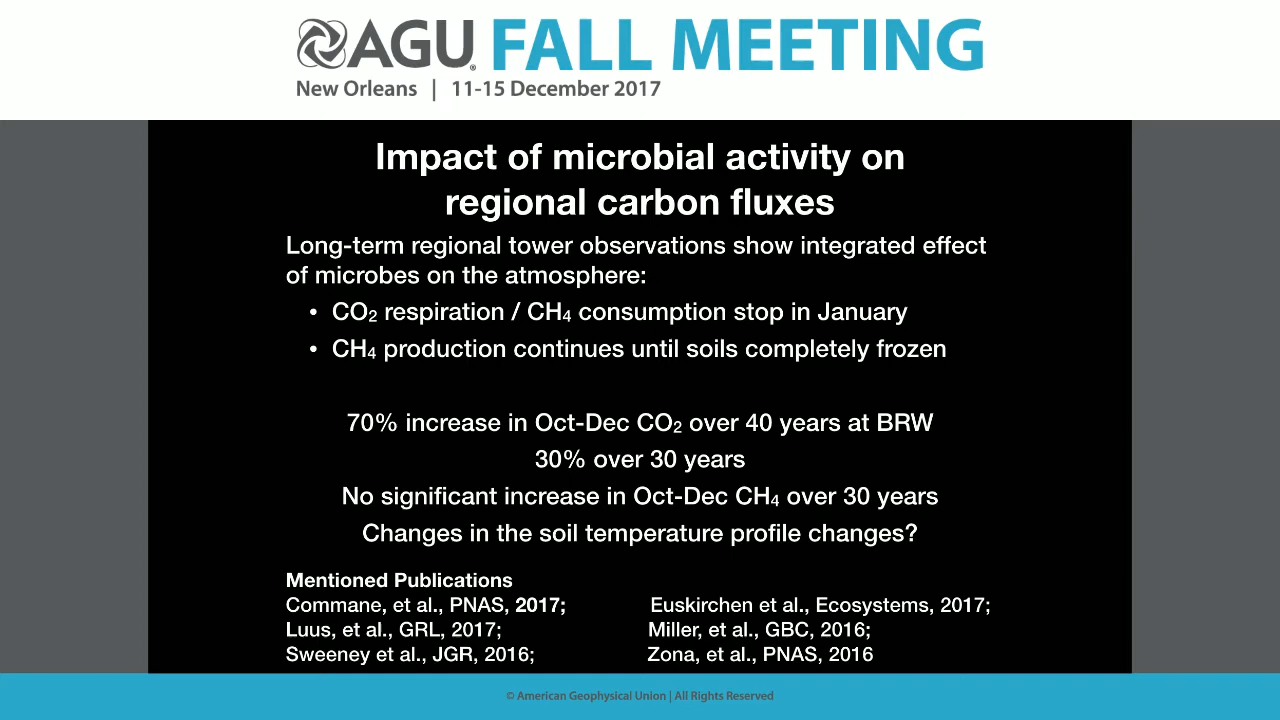 AGU FALL MEETING
New Orleans | 11-15 December 2017
Impact of microbial activity on
regional carbon fluxes
Long-term regional tower observations show integrated effect
of microbes on the atmosphere:
• CO₂ respiration / CH₄ consumption stop in January
• CH₄ production continues until soils completely frozen
70% increase in Oct-Dec CO₂ over 40 years at BRW
30% over 30 years
No significant increase in Oct-Dec CH₄ over 30 years
Changes in the soil temperature profile changes?
Mentioned Publications
Commane, et al., PNAS, 2017; Euskirchen et al., Ecosystems, 2017;
Luus, et al., GRL, 2017; Miller, et al., GBC, 2016;
Sweeney et al., JGR, 2016; Zona, et al., PNAS, 2016
© American Geophysical Union | All Rights Reserved